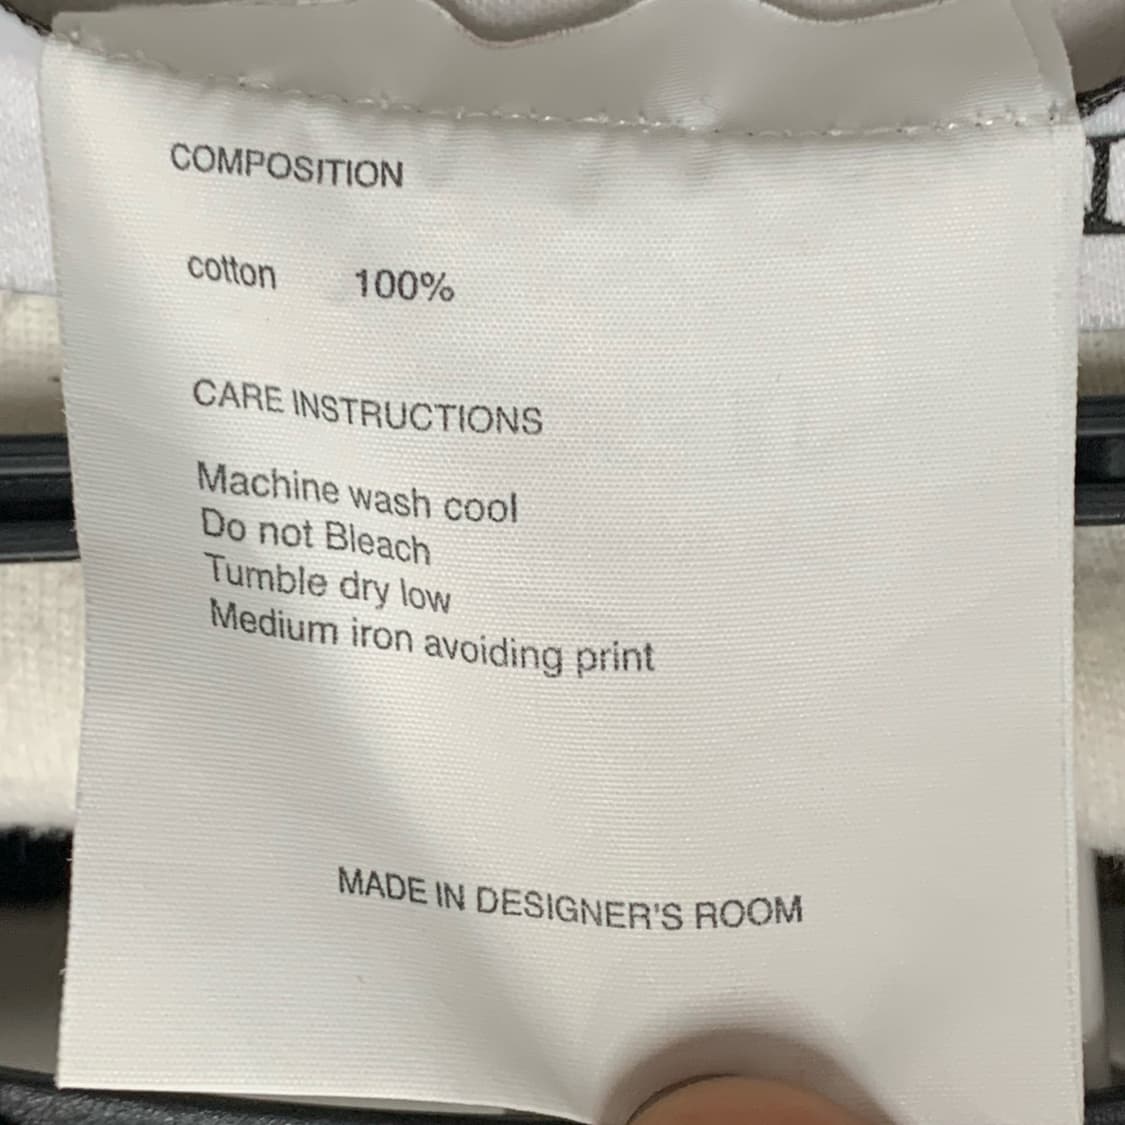 COMPOSITION
cotton 100%
CARE INSTRUCTIONS
Machine wash cool
Do not Bleach
Tumble dry low
Medium iron avoiding print
MADE IN DESIGNER'S ROOM